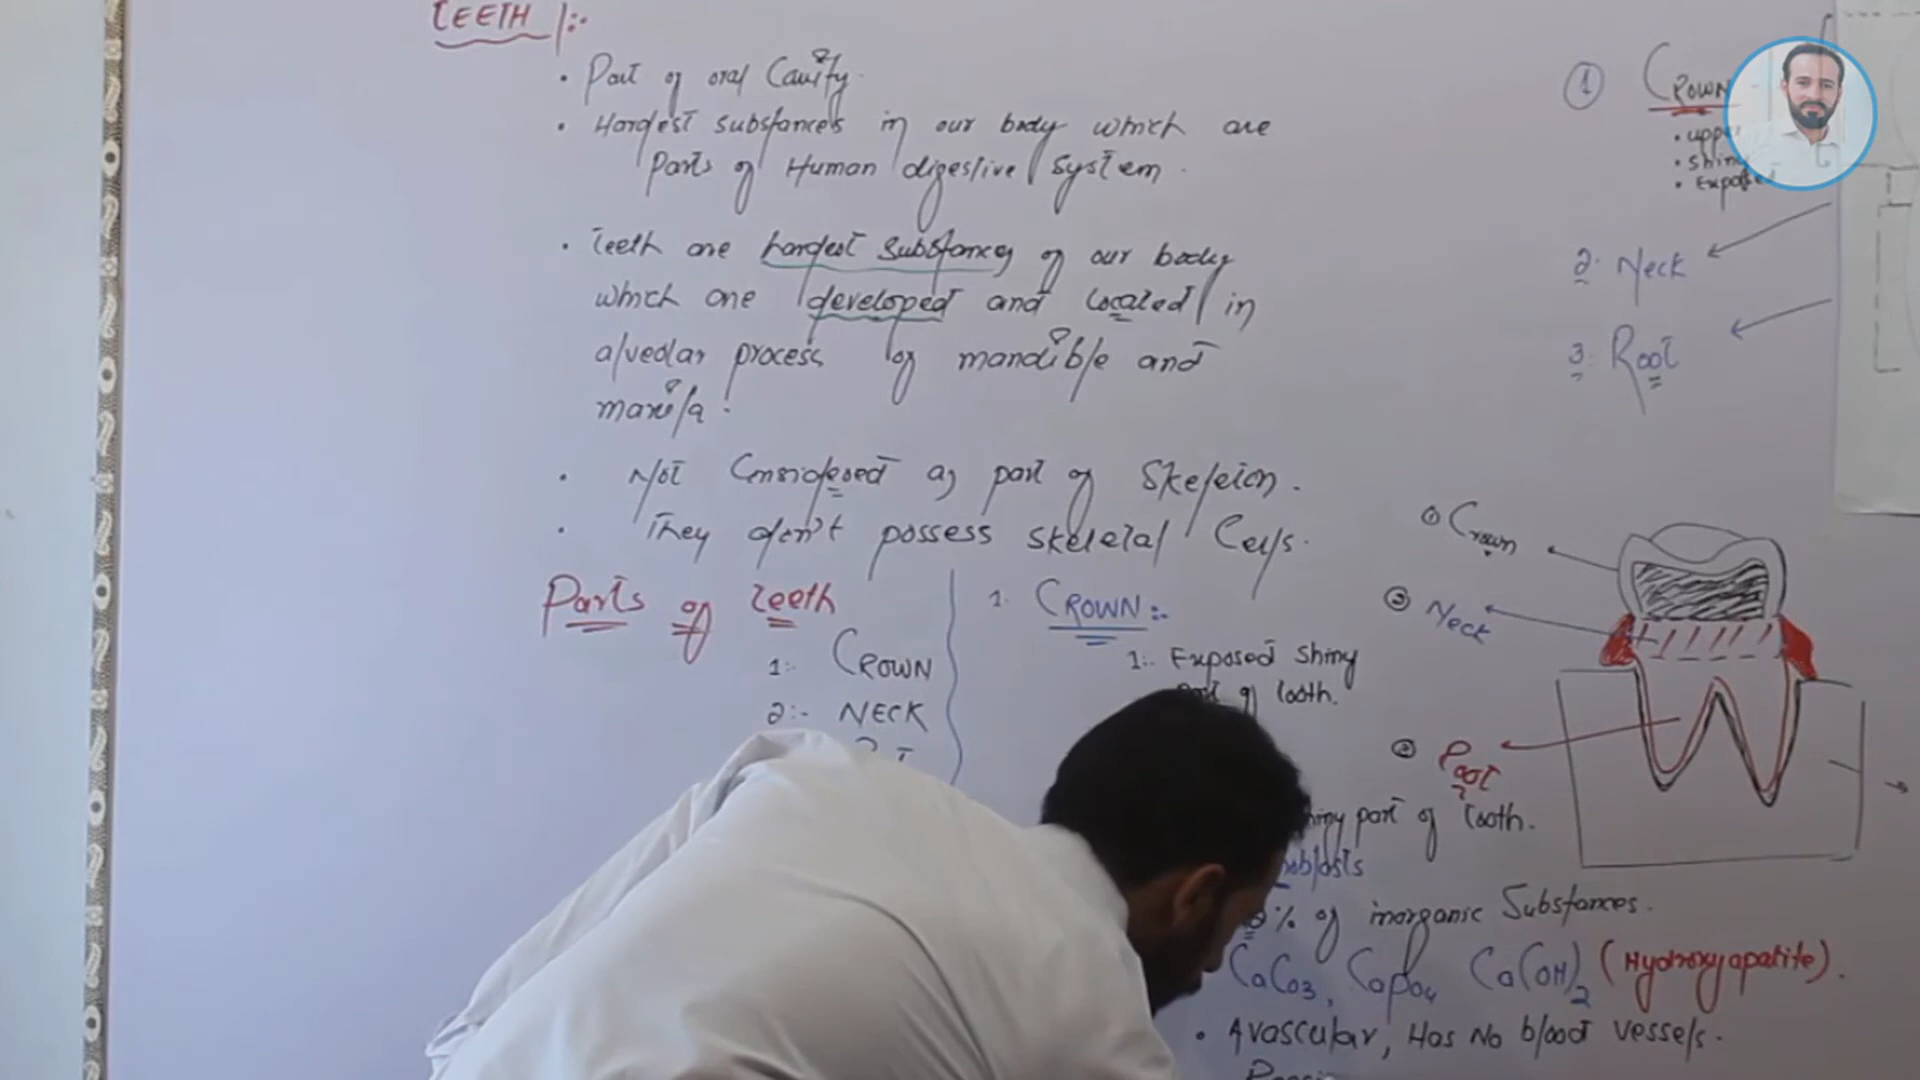 TEETH :-
• Part of oral Cavity.
• Hardest substances in our body which are
Parts of Human digestive system.
• Teeth are hardest substances of our body
which are developed and located in
alveolar process of mandible and
maxila.
• Not Considered as part of Skeleton.
• They don't possess skeletal Cells.
Parts of Teeth
1:- CROWN
2:- NECK
1. CROWN:-
1:- Exposed shiny
Part of tooth.
part of tooth.
% of inorganic Substances.
CaCO3, CaPO4 Ca(OH)2 (Hydroxyapatite).
• Avascular, Has No blood vessels.
1 CROWN
• upper
• shiny
• Exposed
2. Neck
3. Root
① Crown
② Neck
③ Root